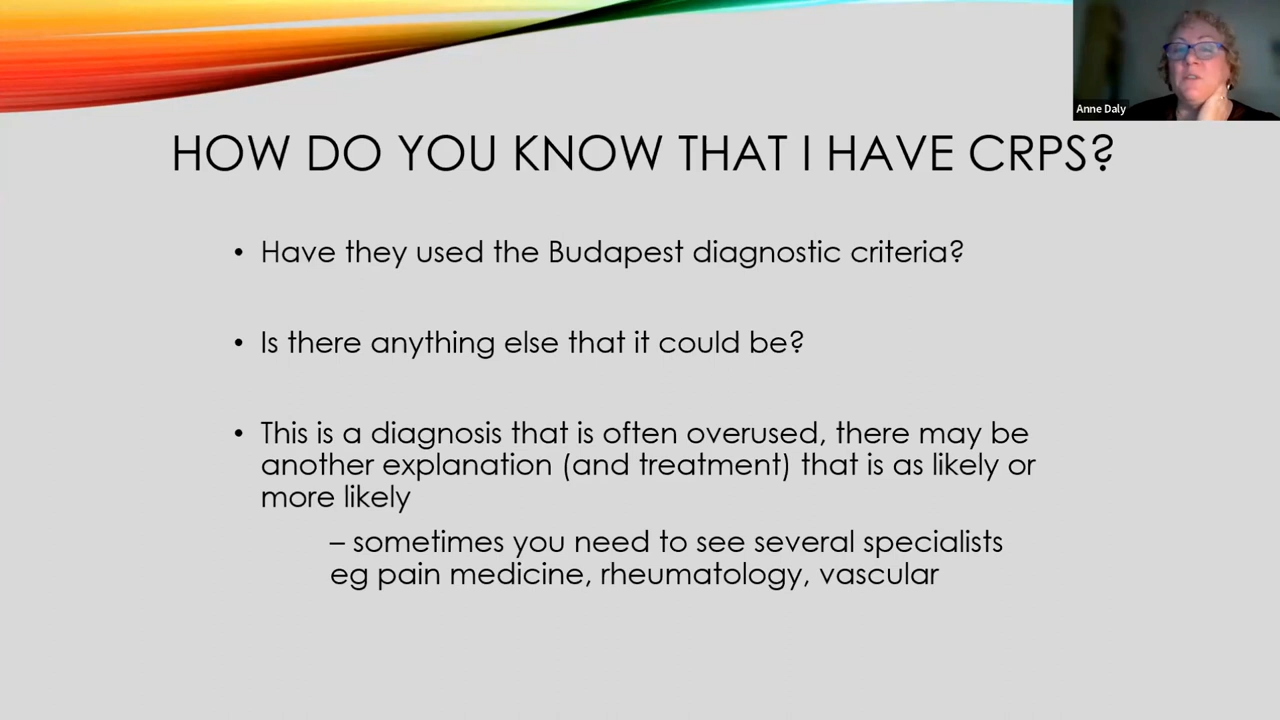 Anne Daly
HOW DO YOU KNOW THAT I HAVE CRPS?
• Have they used the Budapest diagnostic criteria?
• Is there anything else that it could be?
• This is a diagnosis that is often overused, there may be
another explanation (and treatment) that is as likely or
more likely
– sometimes you need to see several specialists
eg pain medicine, rheumatology, vascular